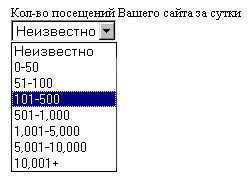 Кол-во посещений Вашего сайта за сутки
Неизвестно
Неизвестно
0-50
51-100
101-500
501-1,000
1,001-5,000
5,001-10,000
10,001+